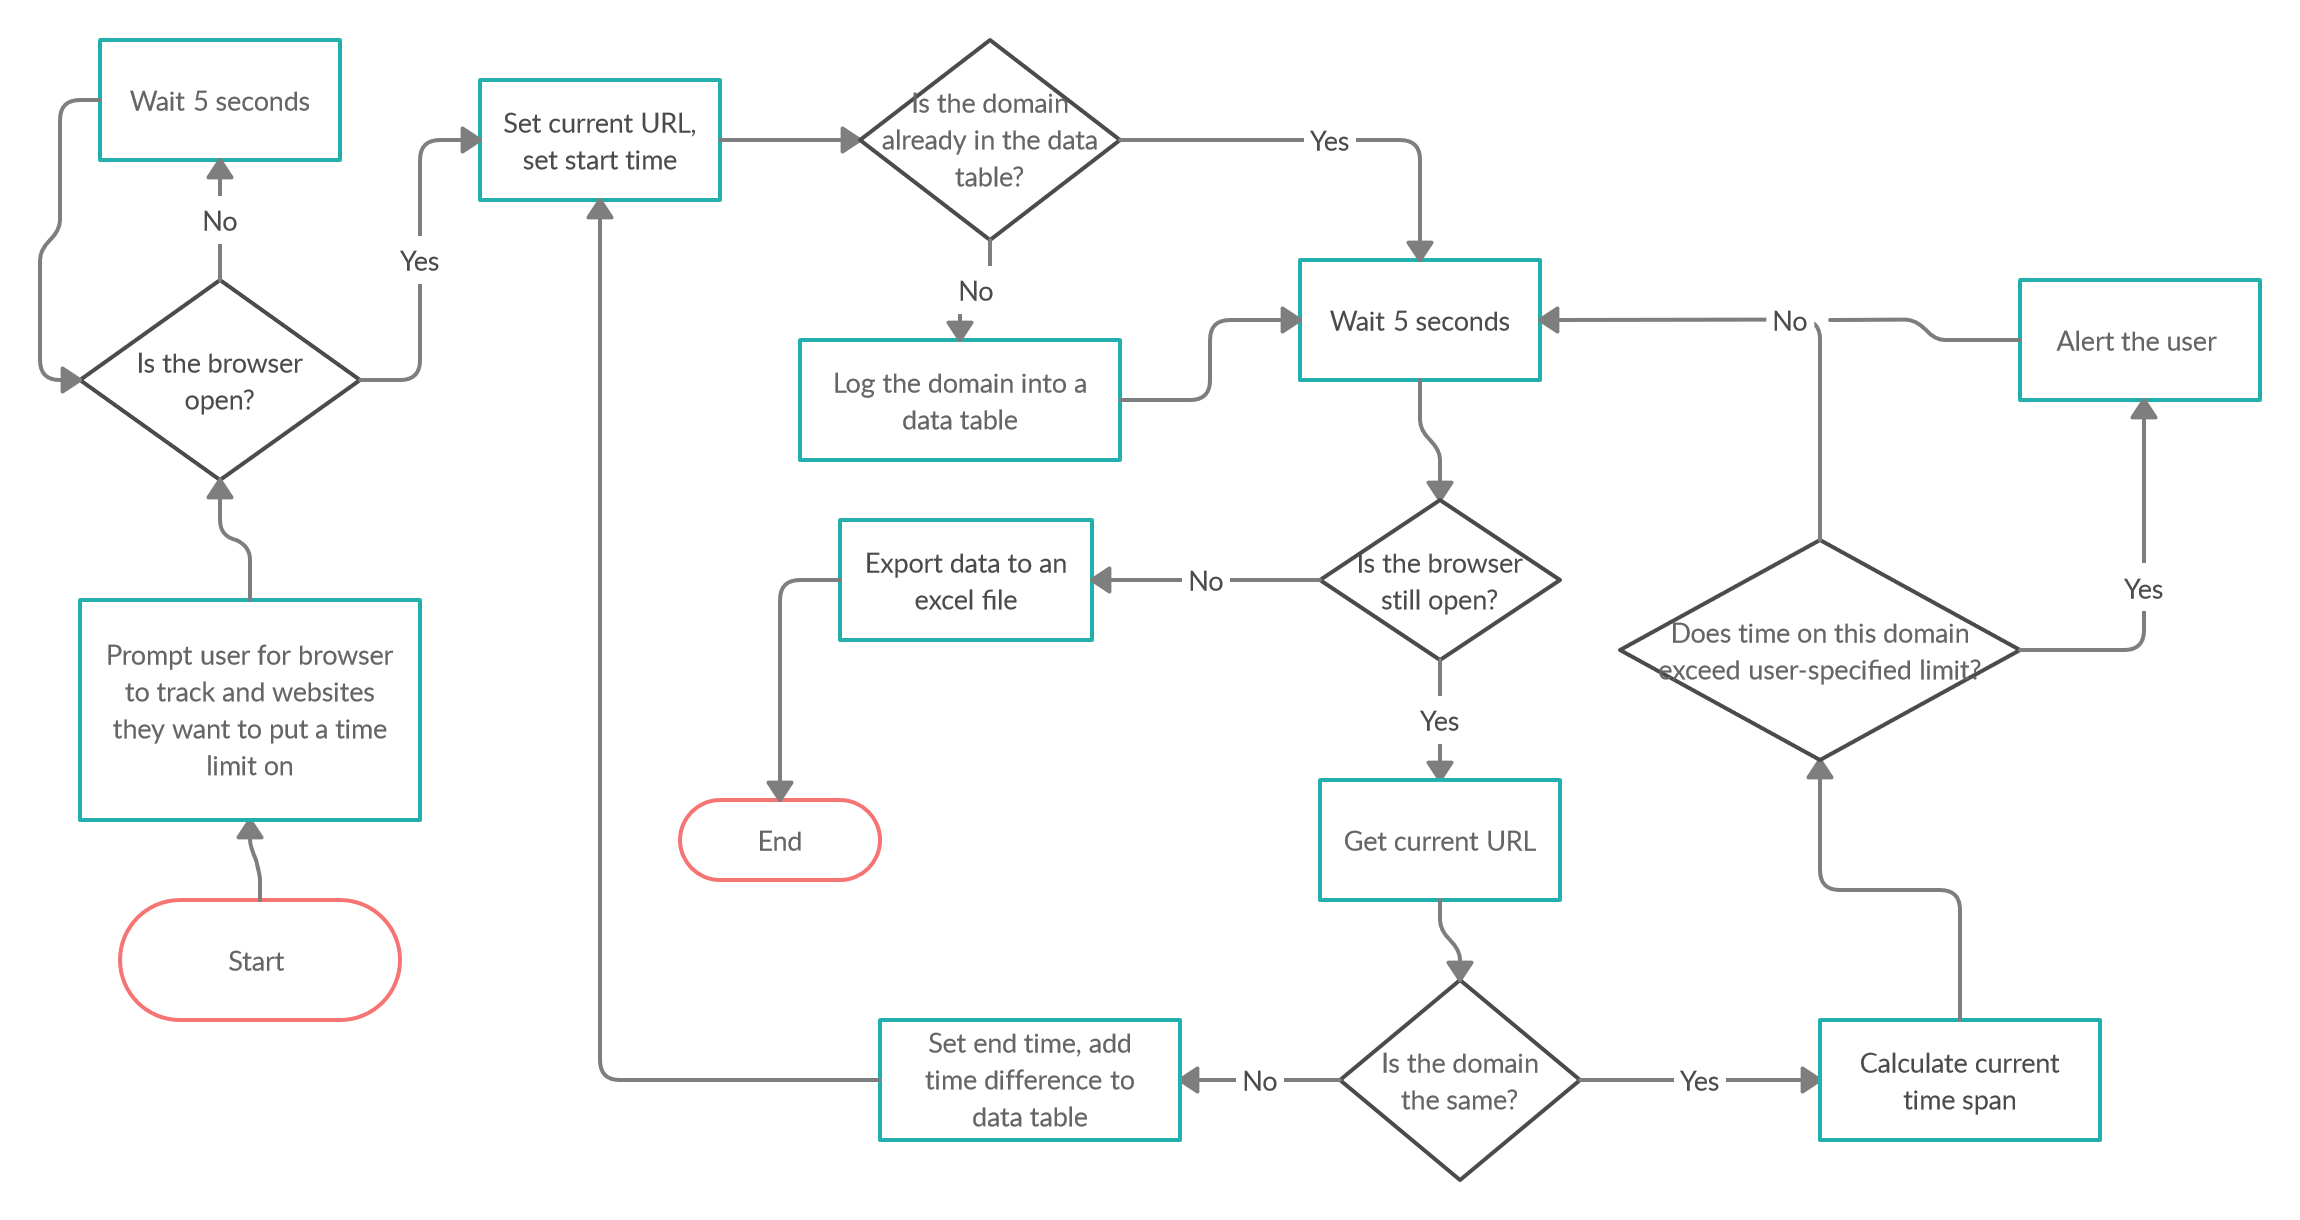 Wait 5 seconds
No
Is the browser
open?
Yes
Prompt user for browser
to track and websites
they want to put a time
limit on
Start
Set current URL,
set start time
Is the domain
already in the data
table?
Yes
No
Log the domain into a
data table
Wait 5 seconds
Is the browser
still open?
No
Export data to an
excel file
End
Yes
Get current URL
Is the domain
the same?
No
Set end time, add
time difference to
data table
Yes
Calculate current
time span
Does time on this domain
exceed user-specified limit?
No
Yes
Alert the user